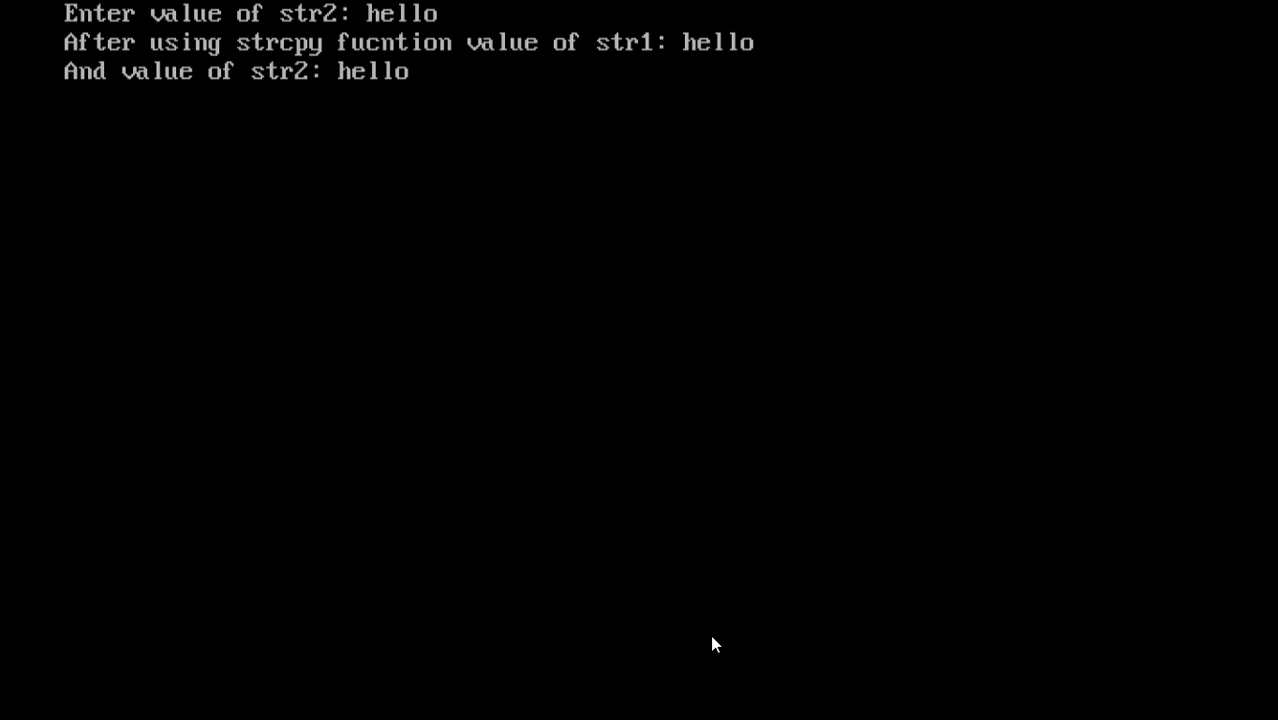 Enter value of str2: hello
After using strcpy fucntion value of str1: hello
And value of str2: hello